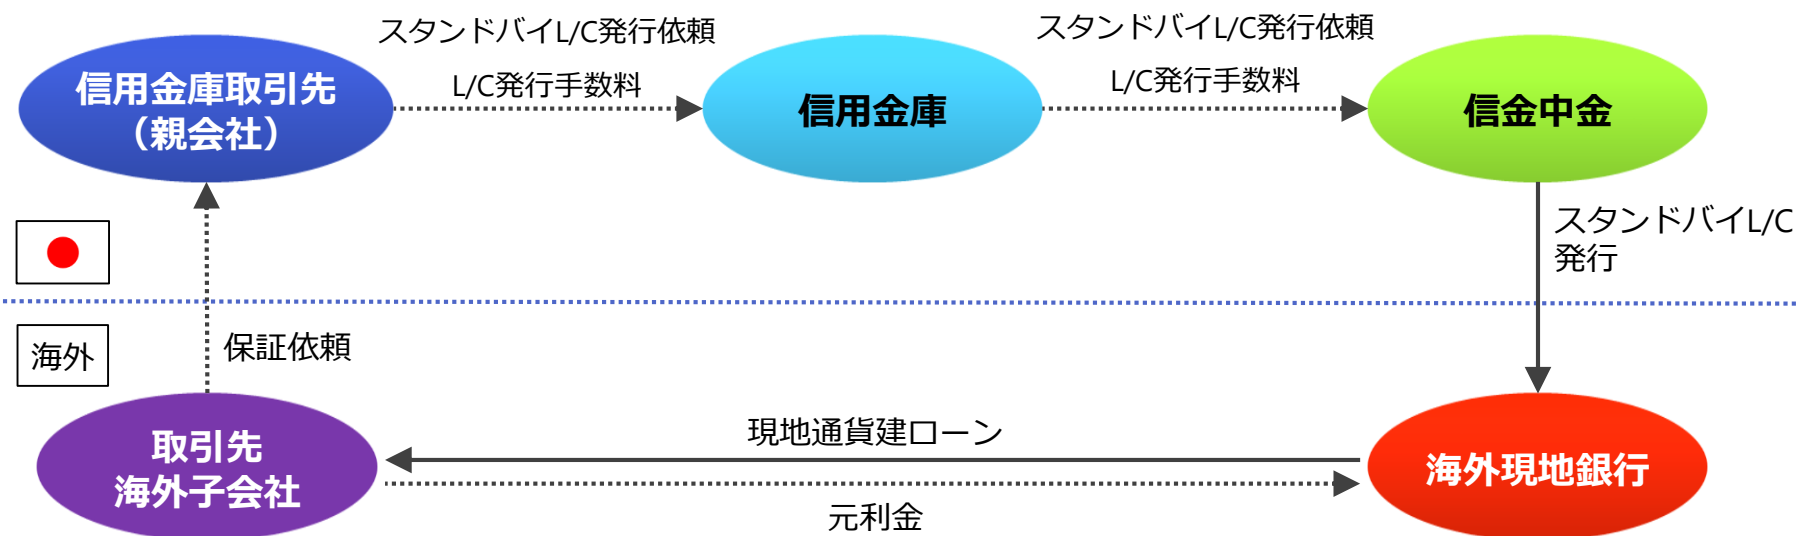 スタンドバイL/C発行依頼
L/C発行手数料
スタンドバイL/C発行依頼
L/C発行手数料
信用金庫取引先
（親会社）
信用金庫
信金中金
スタンドバイL/C
発行
海外
保証依頼
取引先
海外子会社
現地通貨建ローン
元利金
海外現地銀行